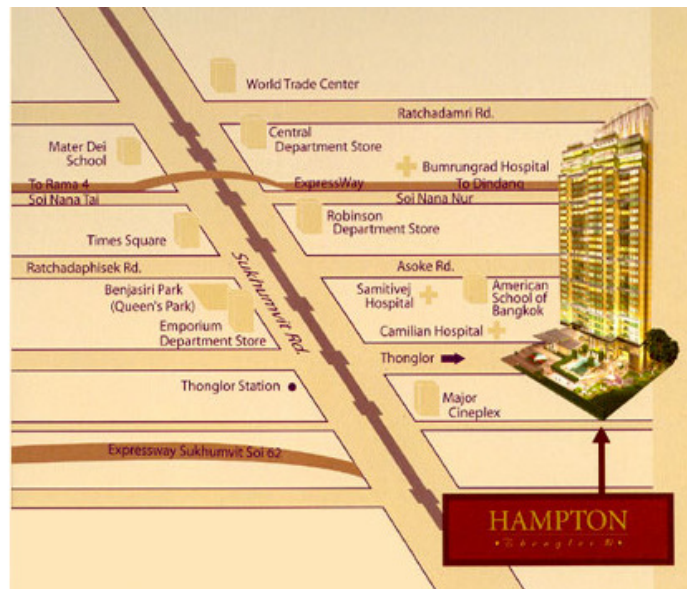 World Trade Center
Ratchadamri Rd.
Central
Department Store
Mater Dei
School
Bumrungrad Hospital
To Rama 4
ExpressWay
To Dindang
Soi Nana Tai
Soi Nana Nur
Robinson
Department Store
Times Square
Sukhumvit Rd.
Ratchadaphisek Rd.
Asoke Rd.
Benjasiri Park
(Queen's Park)
Samitivej
Hospital
American
School of
Bangkok
Emporium
Department Store
Camilian Hospital
Thonglor
Thonglor Station
Major
Cineplex
Expressway Sukhumvit Soi 62
HAMPTON
Thonglor 10